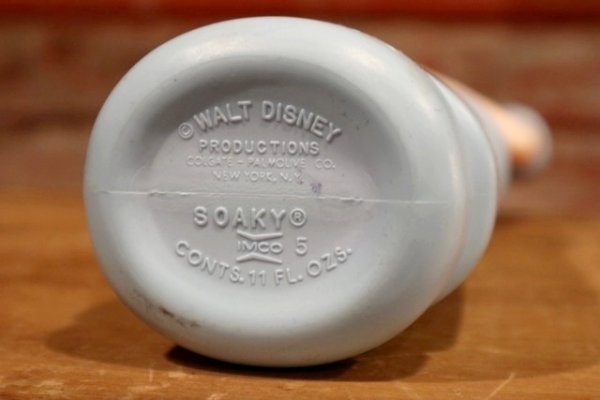 © WALT DISNEY
PRODUCTIONS
COLGATE - PALMOLIVE CO.
NEW YORK, N.Y.
SOAKY®
IMCO 5
CONTS. 11 FL. OZS.